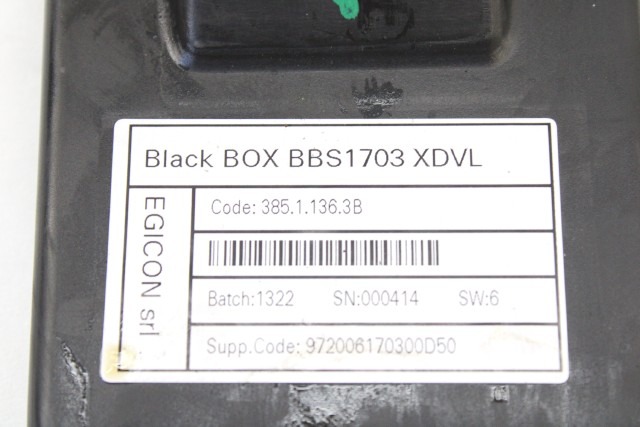 Black BOX BBS1703 XDVL
EGICON srl
Code: 385.1.136.3B
Batch:1322 SN:000414 SW:6
Supp.Code: 972006170300D50